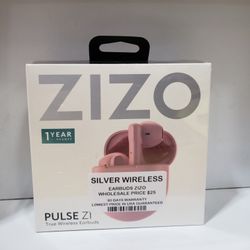 ZIZO
1 YEAR
WARRANTY
SILVER WIRELESS
EARBUDS ZIZO
WHOLESALE PRICE $25
90 DAYS WARRANTY
LOWEST PRICE IN USA GUARANTEED
PULSE Z1
True Wireless Earbuds